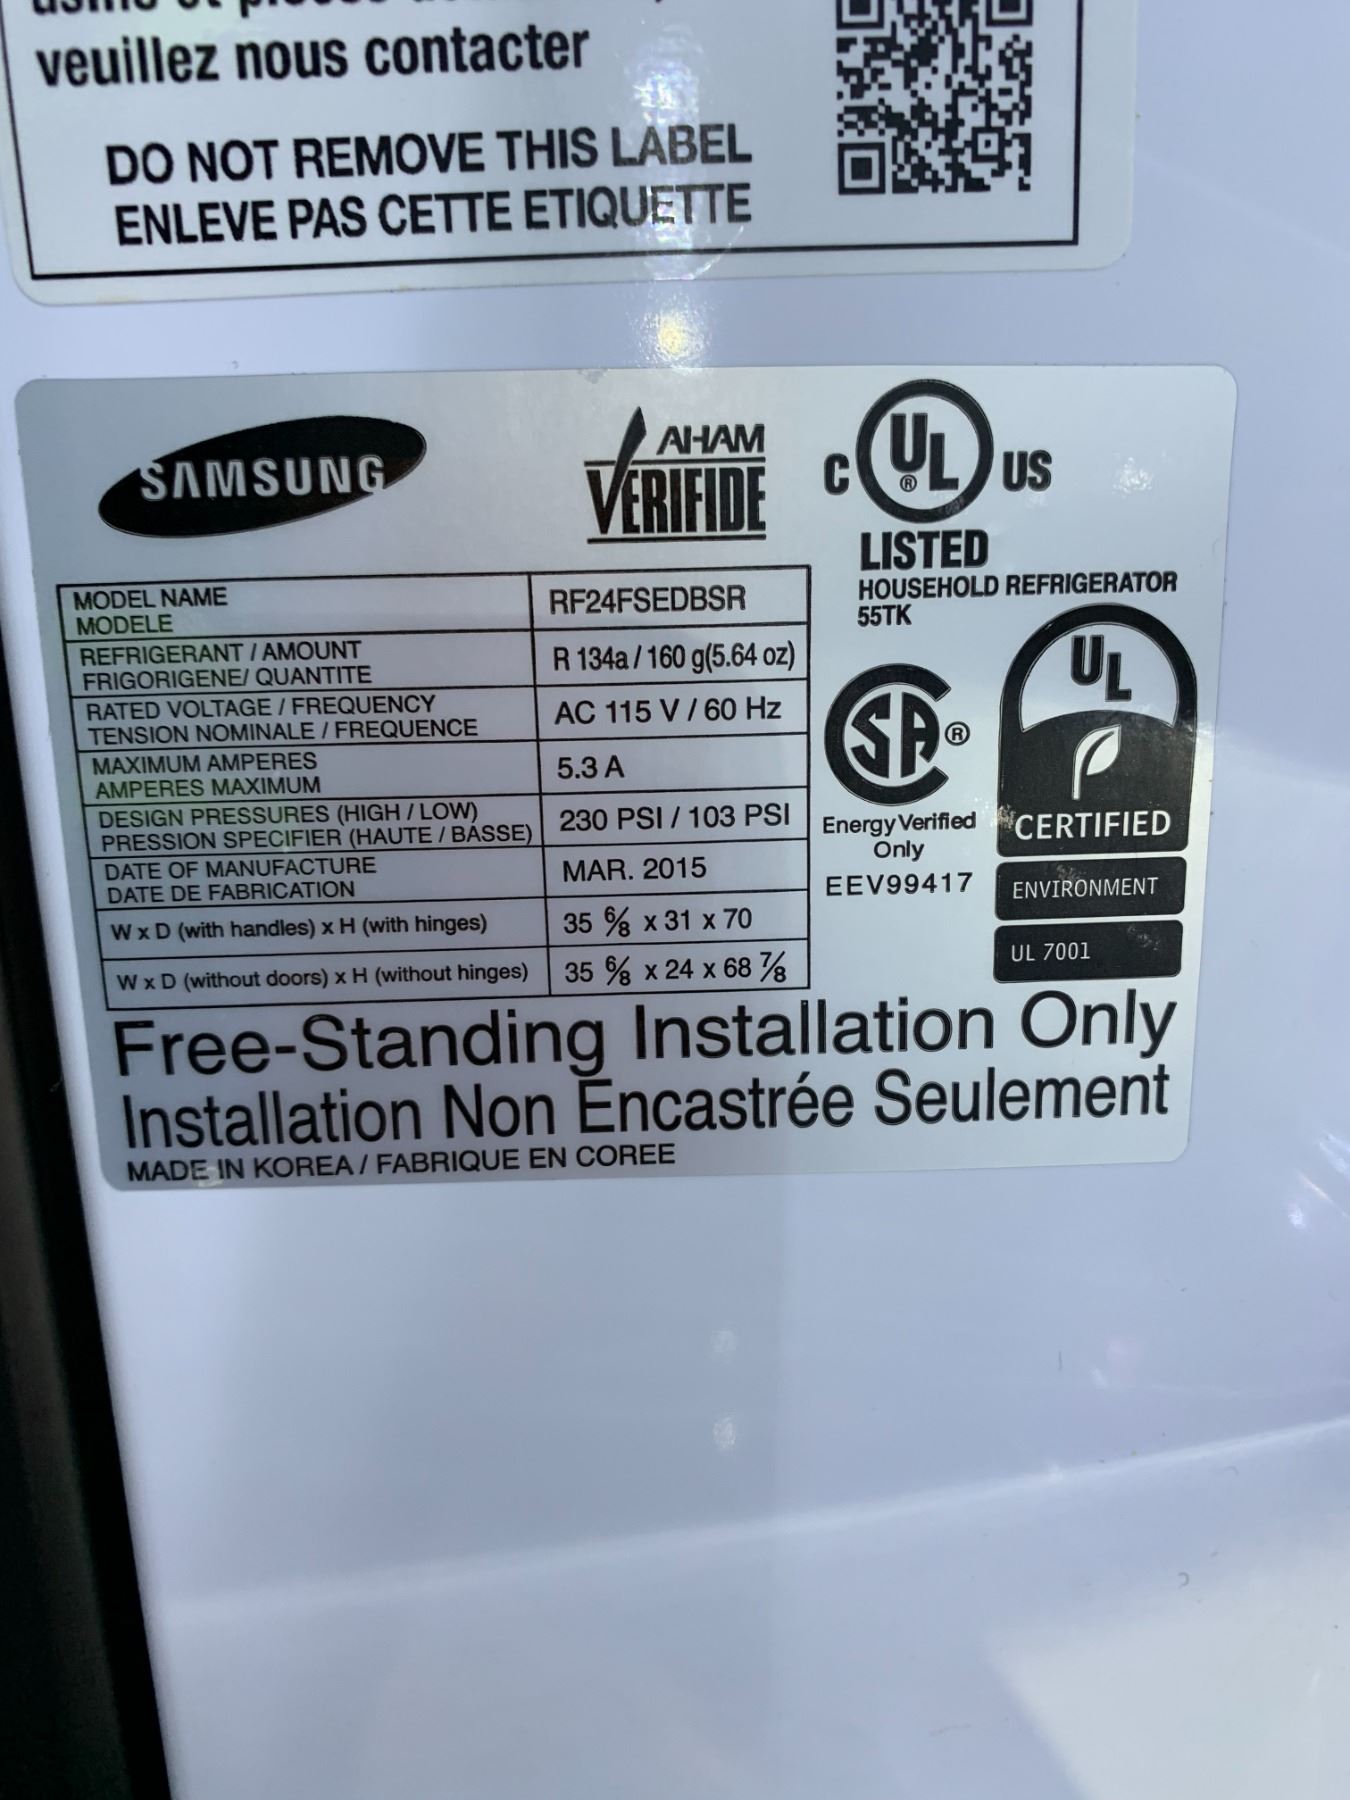 veuillez nous contacter
DO NOT REMOVE THIS LABEL
ENLEVE PAS CETTE ETIQUETTE
SAMSUNG
AHAM
VERIFIDE
C UL ® US
LISTED
HOUSEHOLD REFRIGERATOR
55TK
MODEL NAME
MODELE
RF24FSEDBSR
REFRIGERANT / AMOUNT
FRIGORIGENE/ QUANTITE
R 134a / 160 g(5.64 oz)
RATED VOLTAGE / FREQUENCY
TENSION NOMINALE / FREQUENCE
AC 115 V / 60 Hz
MAXIMUM AMPERES
AMPERES MAXIMUM
5.3 A
DESIGN PRESSURES (HIGH / LOW)
PRESSION SPECIFIER (HAUTE / BASSE)
230 PSI / 103 PSI
DATE OF MANUFACTURE
DATE DE FABRICATION
MAR. 2015
W x D (with handles) x H (with hinges)
35 6/8 x 31 x 70
W x D (without doors) x H (without hinges)
35 6/8 x 24 x 68 7/8
SA ®
Energy Verified
Only
EEV99417
UL
CERTIFIED
ENVIRONMENT
UL 7001
Free-Standing Installation Only
Installation Non Encastrée Seulement
MADE IN KOREA / FABRIQUE EN COREE